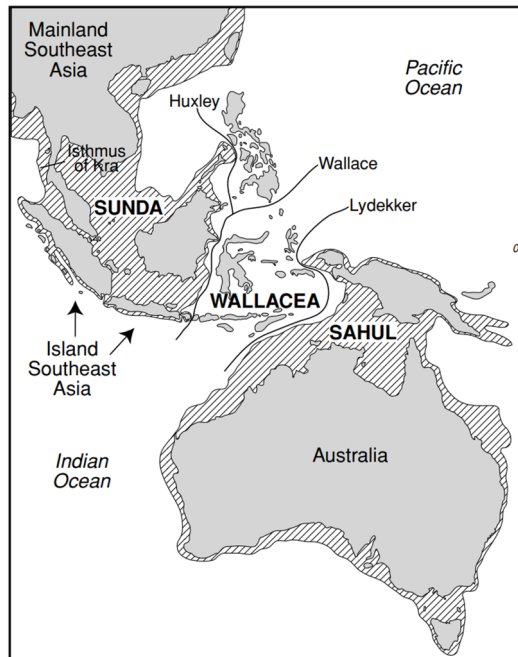 Mainland
Southeast
Asia
Pacific
Ocean
Huxley
Isthmus
of Kra
Wallace
SUNDA
Lydekker
WALLACEA
SAHUL
Island
Southeast
Asia
Australia
Indian
Ocean